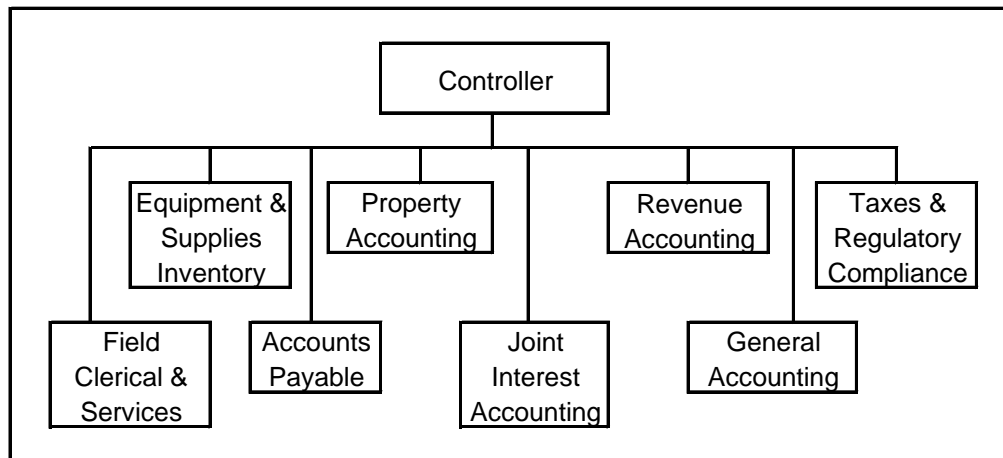 Controller
Equipment &
Supplies
Inventory
Property
Accounting
Revenue
Accounting
Taxes &
Regulatory
Compliance
Field
Clerical &
Services
Accounts
Payable
Joint
Interest
Accounting
General
Accounting